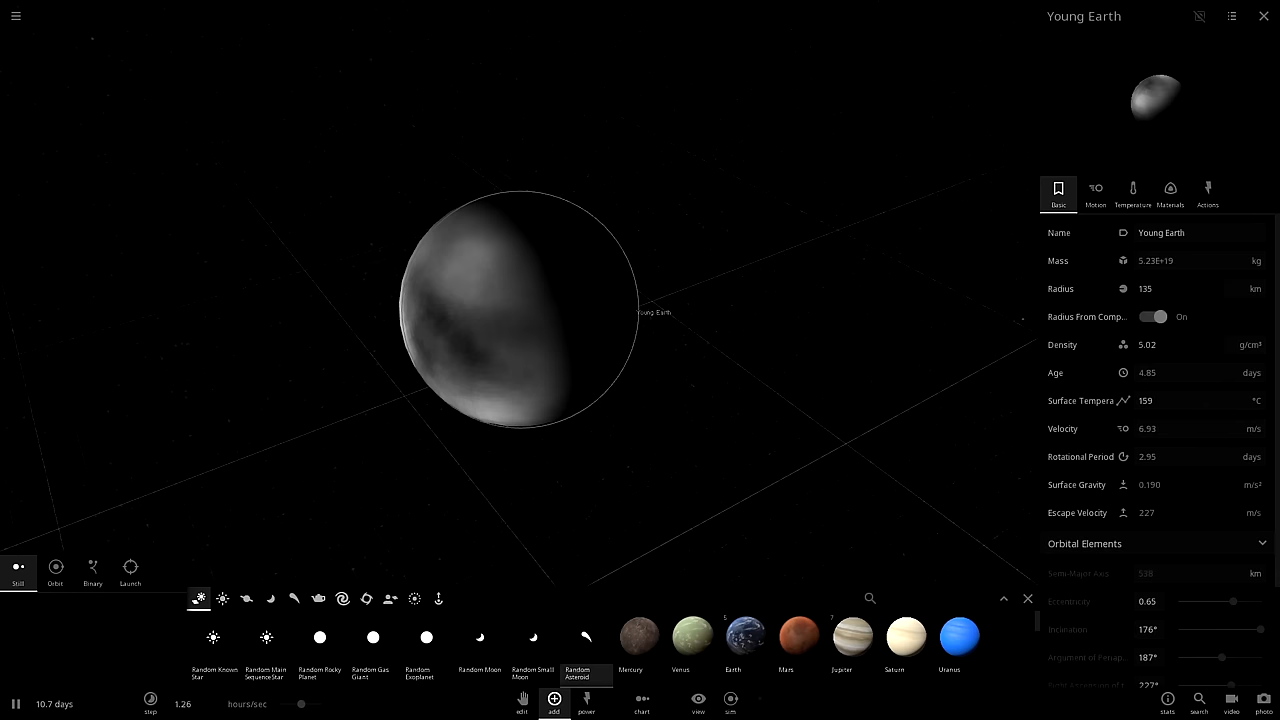 Young Earth
Basic
Motion
Temperature
Materials
Actions
Name Young Earth
Mass 5.23E+19 kg
Radius 135 km
Radius From Comp... On
Density 5.02 g/cm³
Age 4.85 days
Surface Tempera 159 °C
Velocity 6.93 m/s
Rotational Period 2.95 days
Surface Gravity 0.190 m/s²
Escape Velocity 227 m/s
Orbital Elements
Semi-Major Axis 538 km
Eccentricity 0.65
Inclination 176°
Argument of Periap... 187°
227°
Young Earth
Still
Orbit
Binary
Launch
5
7
Random Known
Star
Random Main
Sequence Star
Random Rocky
Planet
Random Gas
Giant
Random
Exoplanet
Random Moon
Random Small
Moon
Random
Asteroid
Mercury
Venus
Earth
Mars
Jupiter
Saturn
Uranus
10.7 days
step
1.26 hours/sec
edit
add
power
chart
view
sim
stats
search
video
photo